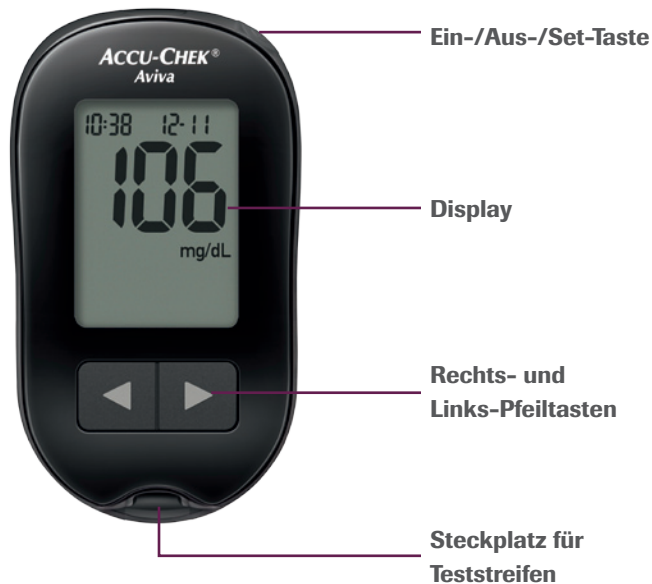 Ein-/Aus-/Set-Taste
ACCU-CHEK®
Aviva
10:38 12-11
106
mg/dL
Display
Rechts- und
Links-Pfeiltasten
Steckplatz für
Teststreifen